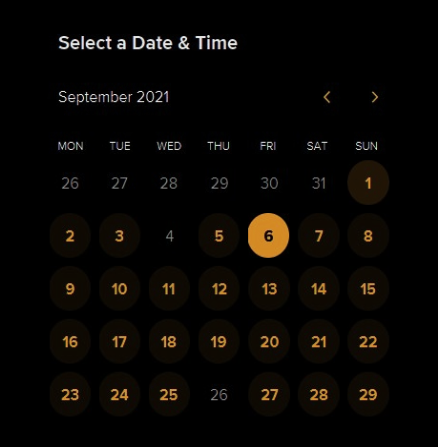 Select a Date & Time
September 2021
MON TUE WED THU FRI SAT SUN
26 27 28 29 30 31 1
2 3 4 5 6 7 8
9 10 11 12 13 14 15
16 17 18 19 20 21 22
23 24 25 26 27 28 29